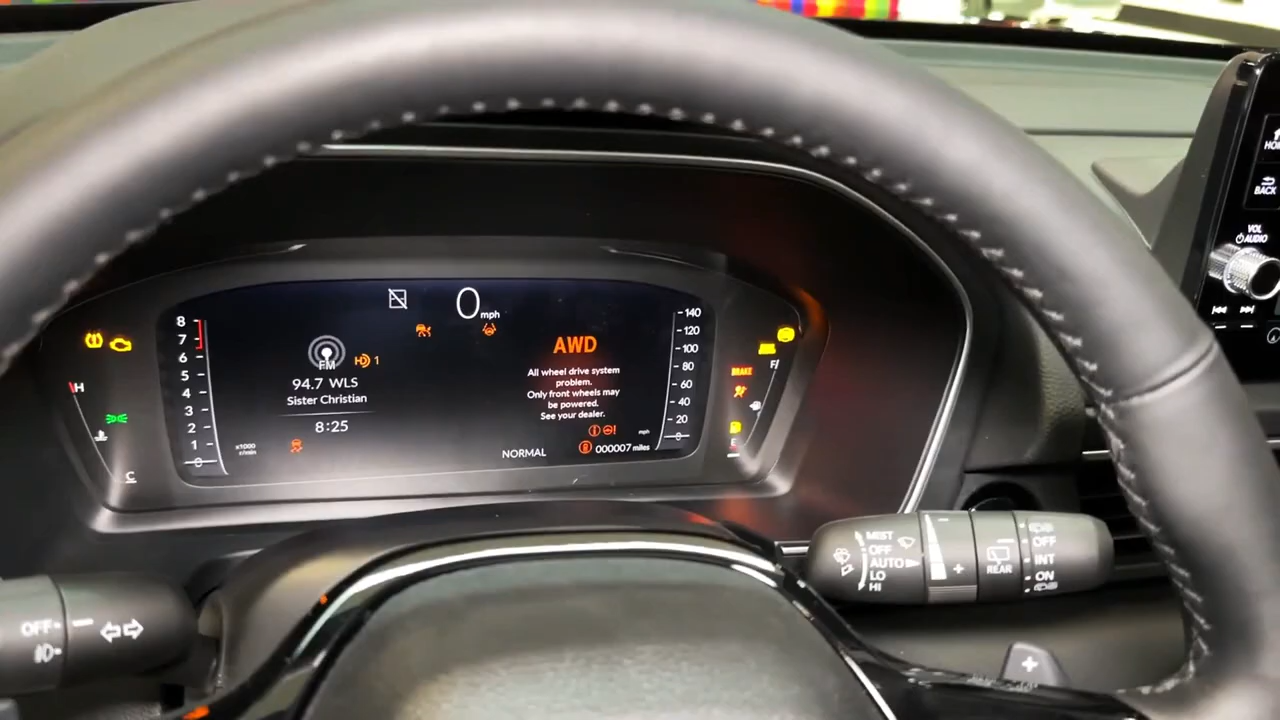 0 mph
8
7
6
5
4
3
2
1
0
x1000
r/min
FM
94.7 WLS
Sister Christian
8:25
1
AWD
All wheel drive system
problem.
Only front wheels may
be powered.
See your dealer.
NORMAL
000007 miles
140
120
100
80
60
40
20
0
mph
H
C
BRAKE
F
E
OFF
MIST
OFF
AUTO
LO
HI
- +
REAR
OFF
INT
ON
+
BACK
VOL
AUDIO